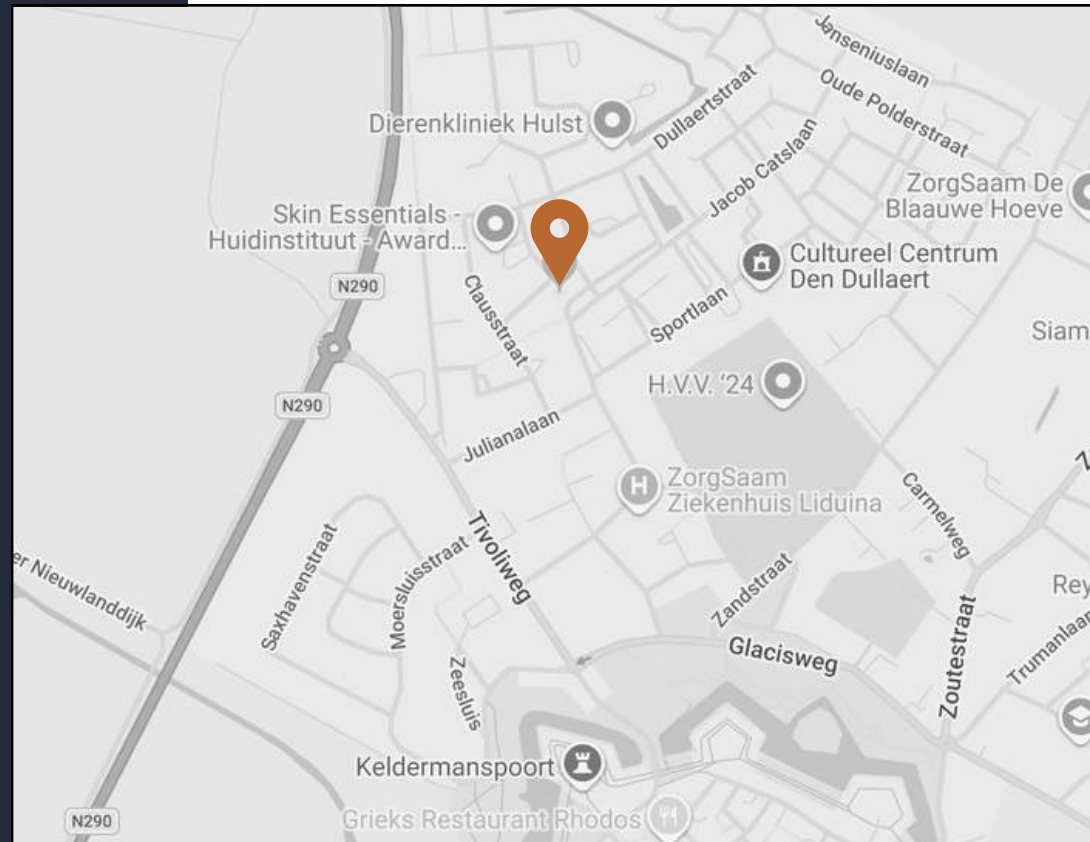 Janseniuslaan
Oude Polderstraat
Dullaertstraat
Dierenkliniek Hulst
Jacob Catslaan
ZorgSaam De
Blaauwe Hoeve
Skin Essentials -
Huidinstituut - Award...
Cultureel Centrum
Den Dullaert
N290
Clausstraat
Sportlaan
Siam
H.V.V. '24
N290
Julianalaan
ZorgSaam
Ziekenhuis Liduina
H
Carmelweg
Z
Tivoliweg
Saxhavenstraat
Moersluisstraat
er Nieuwlanddijk
Zandstraat
Rey
Glacisweg
Zoutestraat
Trumanlaan
Zeesluis
Keldermanspoort
N290
Grieks Restaurant Rhodos